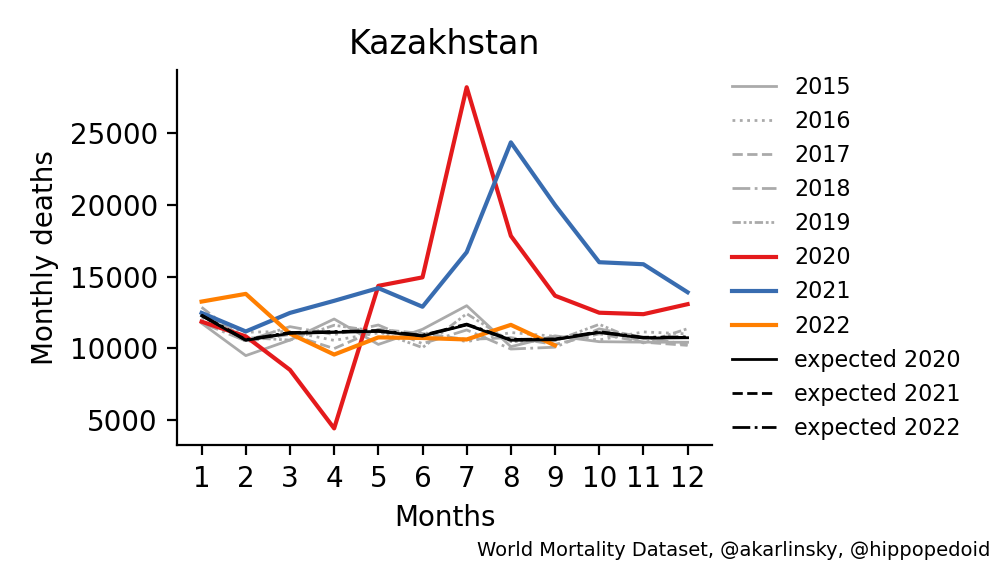 Kazakhstan
Monthly deaths
25000
20000
15000
10000
5000
1 2 3 4 5 6 7 8 9 10 11 12
Months
2015
2016
2017
2018
2019
2020
2021
2022
expected 2020
expected 2021
expected 2022
World Mortality Dataset, @akarlinsky, @hippopedoid